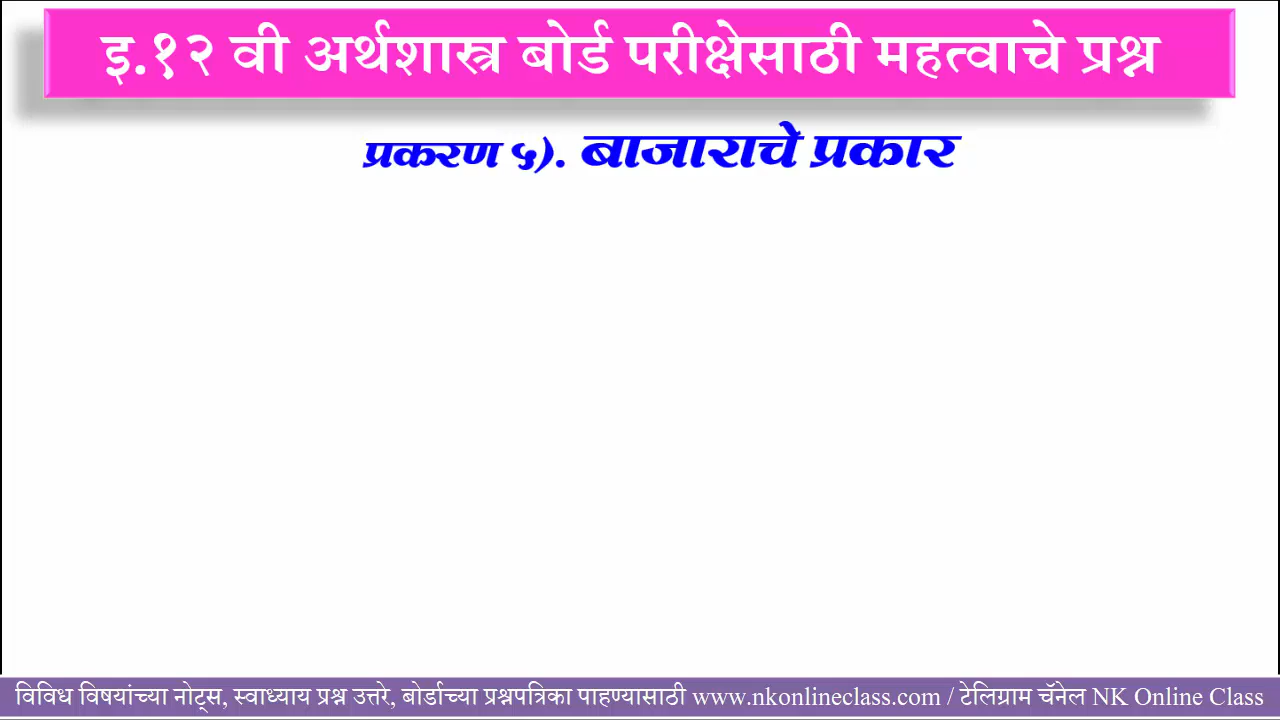 इ.१२ वी अर्थशास्त्र बोर्ड परीक्षेसाठी महत्वाचे प्रश्न
प्रकरण ५). बाजाराचे प्रकार
विविध विषयांच्या नोट्स, स्वाध्याय प्रश्न उत्तरे, बोर्डाच्या प्रश्नपत्रिका पाहण्यासाठी www.nkonlineclass.com / टेलिग्राम चॅनेल NK Online Class